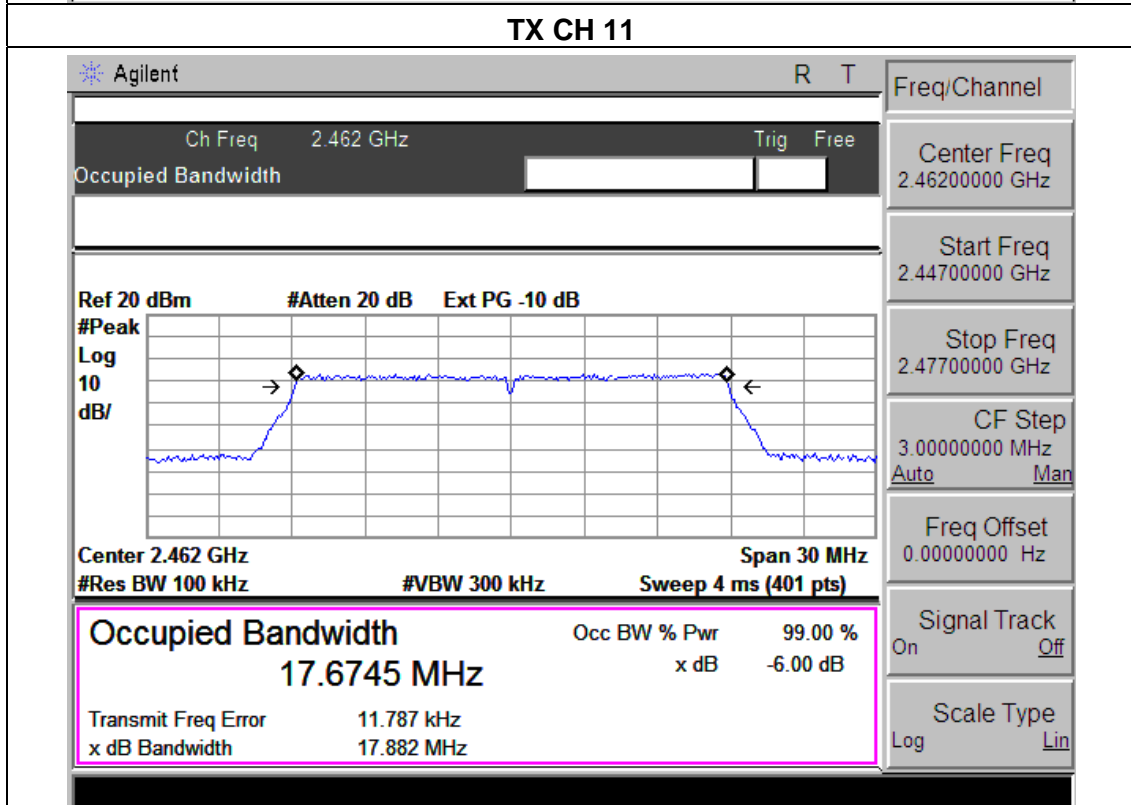 TX CH 11
Agilent R T
Freq/Channel
Ch Freq 2.462 GHz Trig Free
Occupied Bandwidth
Center Freq
2.46200000 GHz
Start Freq
2.44700000 GHz
Ref 20 dBm #Atten 20 dB Ext PG -10 dB
#Peak
Log
10
dB/
Stop Freq
2.47700000 GHz
CF Step
3.00000000 MHz
Auto Man
Center 2.462 GHz Span 30 MHz
#Res BW 100 kHz #VBW 300 kHz Sweep 4 ms (401 pts)
Freq Offset
0.00000000 Hz
Occupied Bandwidth Occ BW % Pwr 99.00 %
17.6745 MHz x dB -6.00 dB
Transmit Freq Error 11.787 kHz
x dB Bandwidth 17.882 MHz
Signal Track
On Off
Scale Type
Log Lin